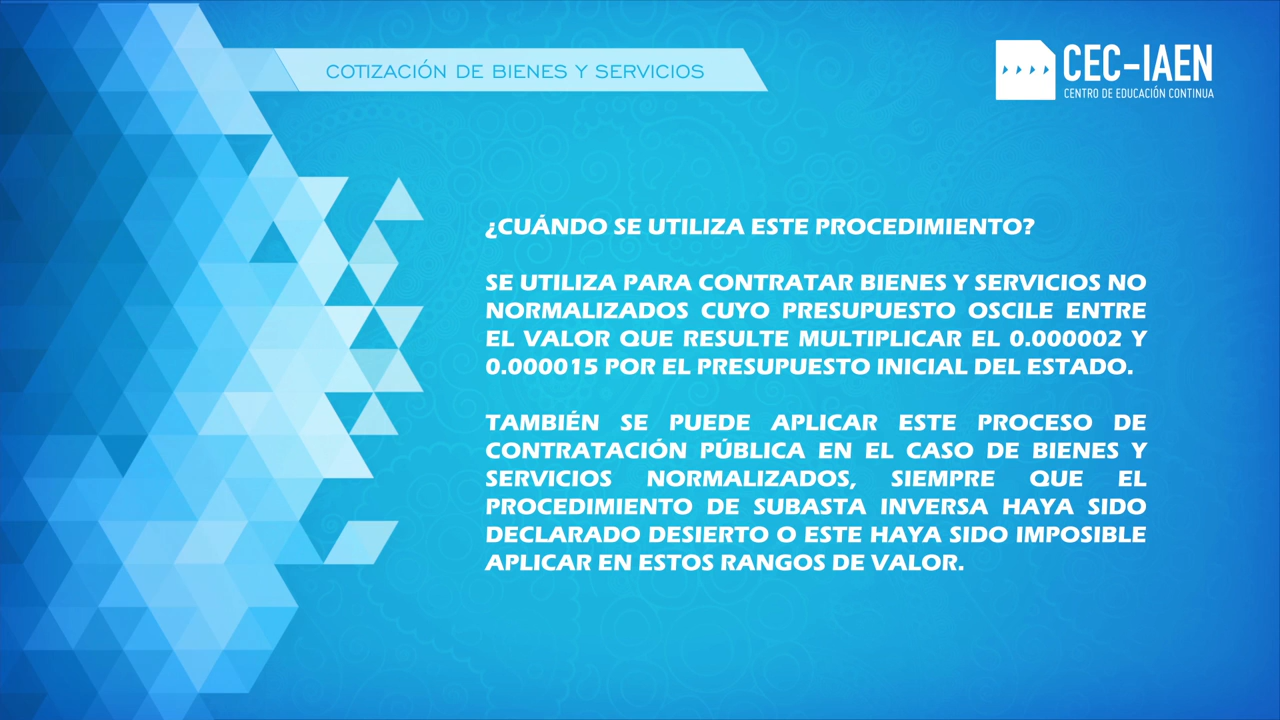 COTIZACIÓN DE BIENES Y SERVICIOS
CEC-IAEN
CENTRO DE EDUCACIÓN CONTINUA
¿CUÁNDO SE UTILIZA ESTE PROCEDIMIENTO?
SE UTILIZA PARA CONTRATAR BIENES Y SERVICIOS NO
NORMALIZADOS CUYO PRESUPUESTO OSCILE ENTRE
EL VALOR QUE RESULTE MULTIPLICAR EL 0.000002 Y
0.000015 POR EL PRESUPUESTO INICIAL DEL ESTADO.
TAMBIÉN SE PUEDE APLICAR ESTE PROCESO DE
CONTRATACIÓN PÚBLICA EN EL CASO DE BIENES Y
SERVICIOS NORMALIZADOS, SIEMPRE QUE EL
PROCEDIMIENTO DE SUBASTA INVERSA HAYA SIDO
DECLARADO DESIERTO O ESTE HAYA SIDO IMPOSIBLE
APLICAR EN ESTOS RANGOS DE VALOR.